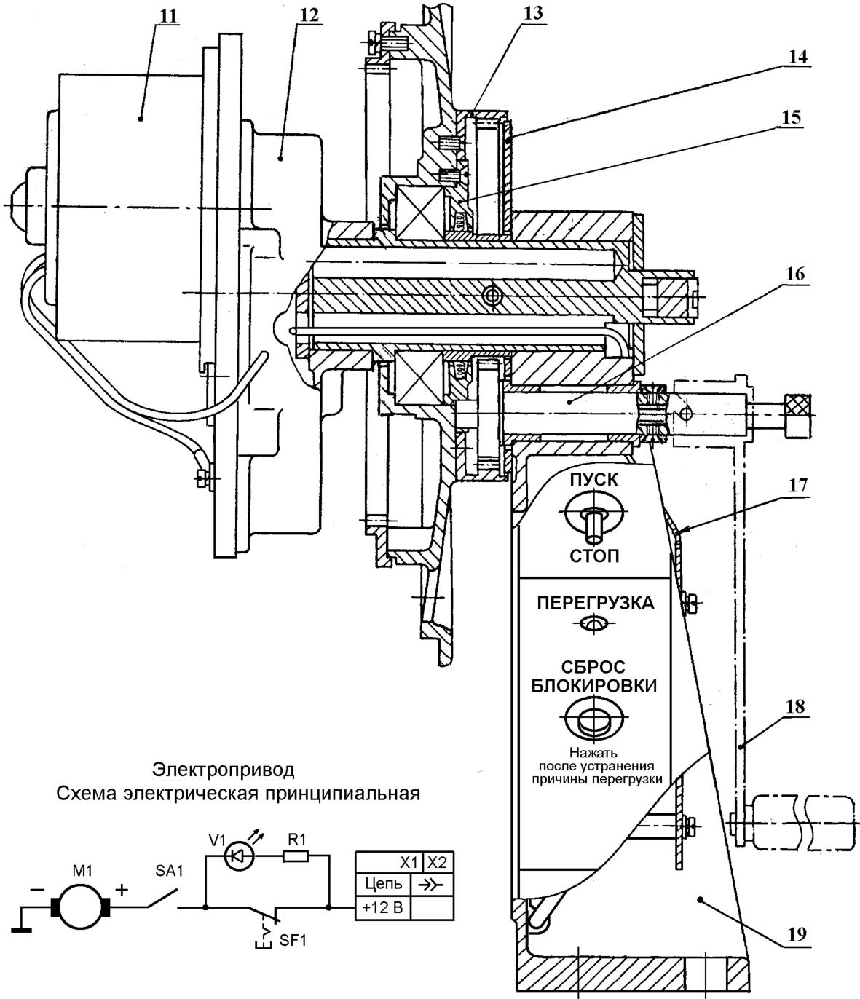 11
12
13
14
15
16
ПУСК
СТОП
17
ПЕРЕГРУЗКА
СБРОС
БЛОКИРОВКИ
Нажать
после устранения
причины перегрузки
18
19
Электропривод
Схема электрическая принципиальная
V1
R1
M1
SA1
X1 X2
− +
Цепь
+12 В
SF1